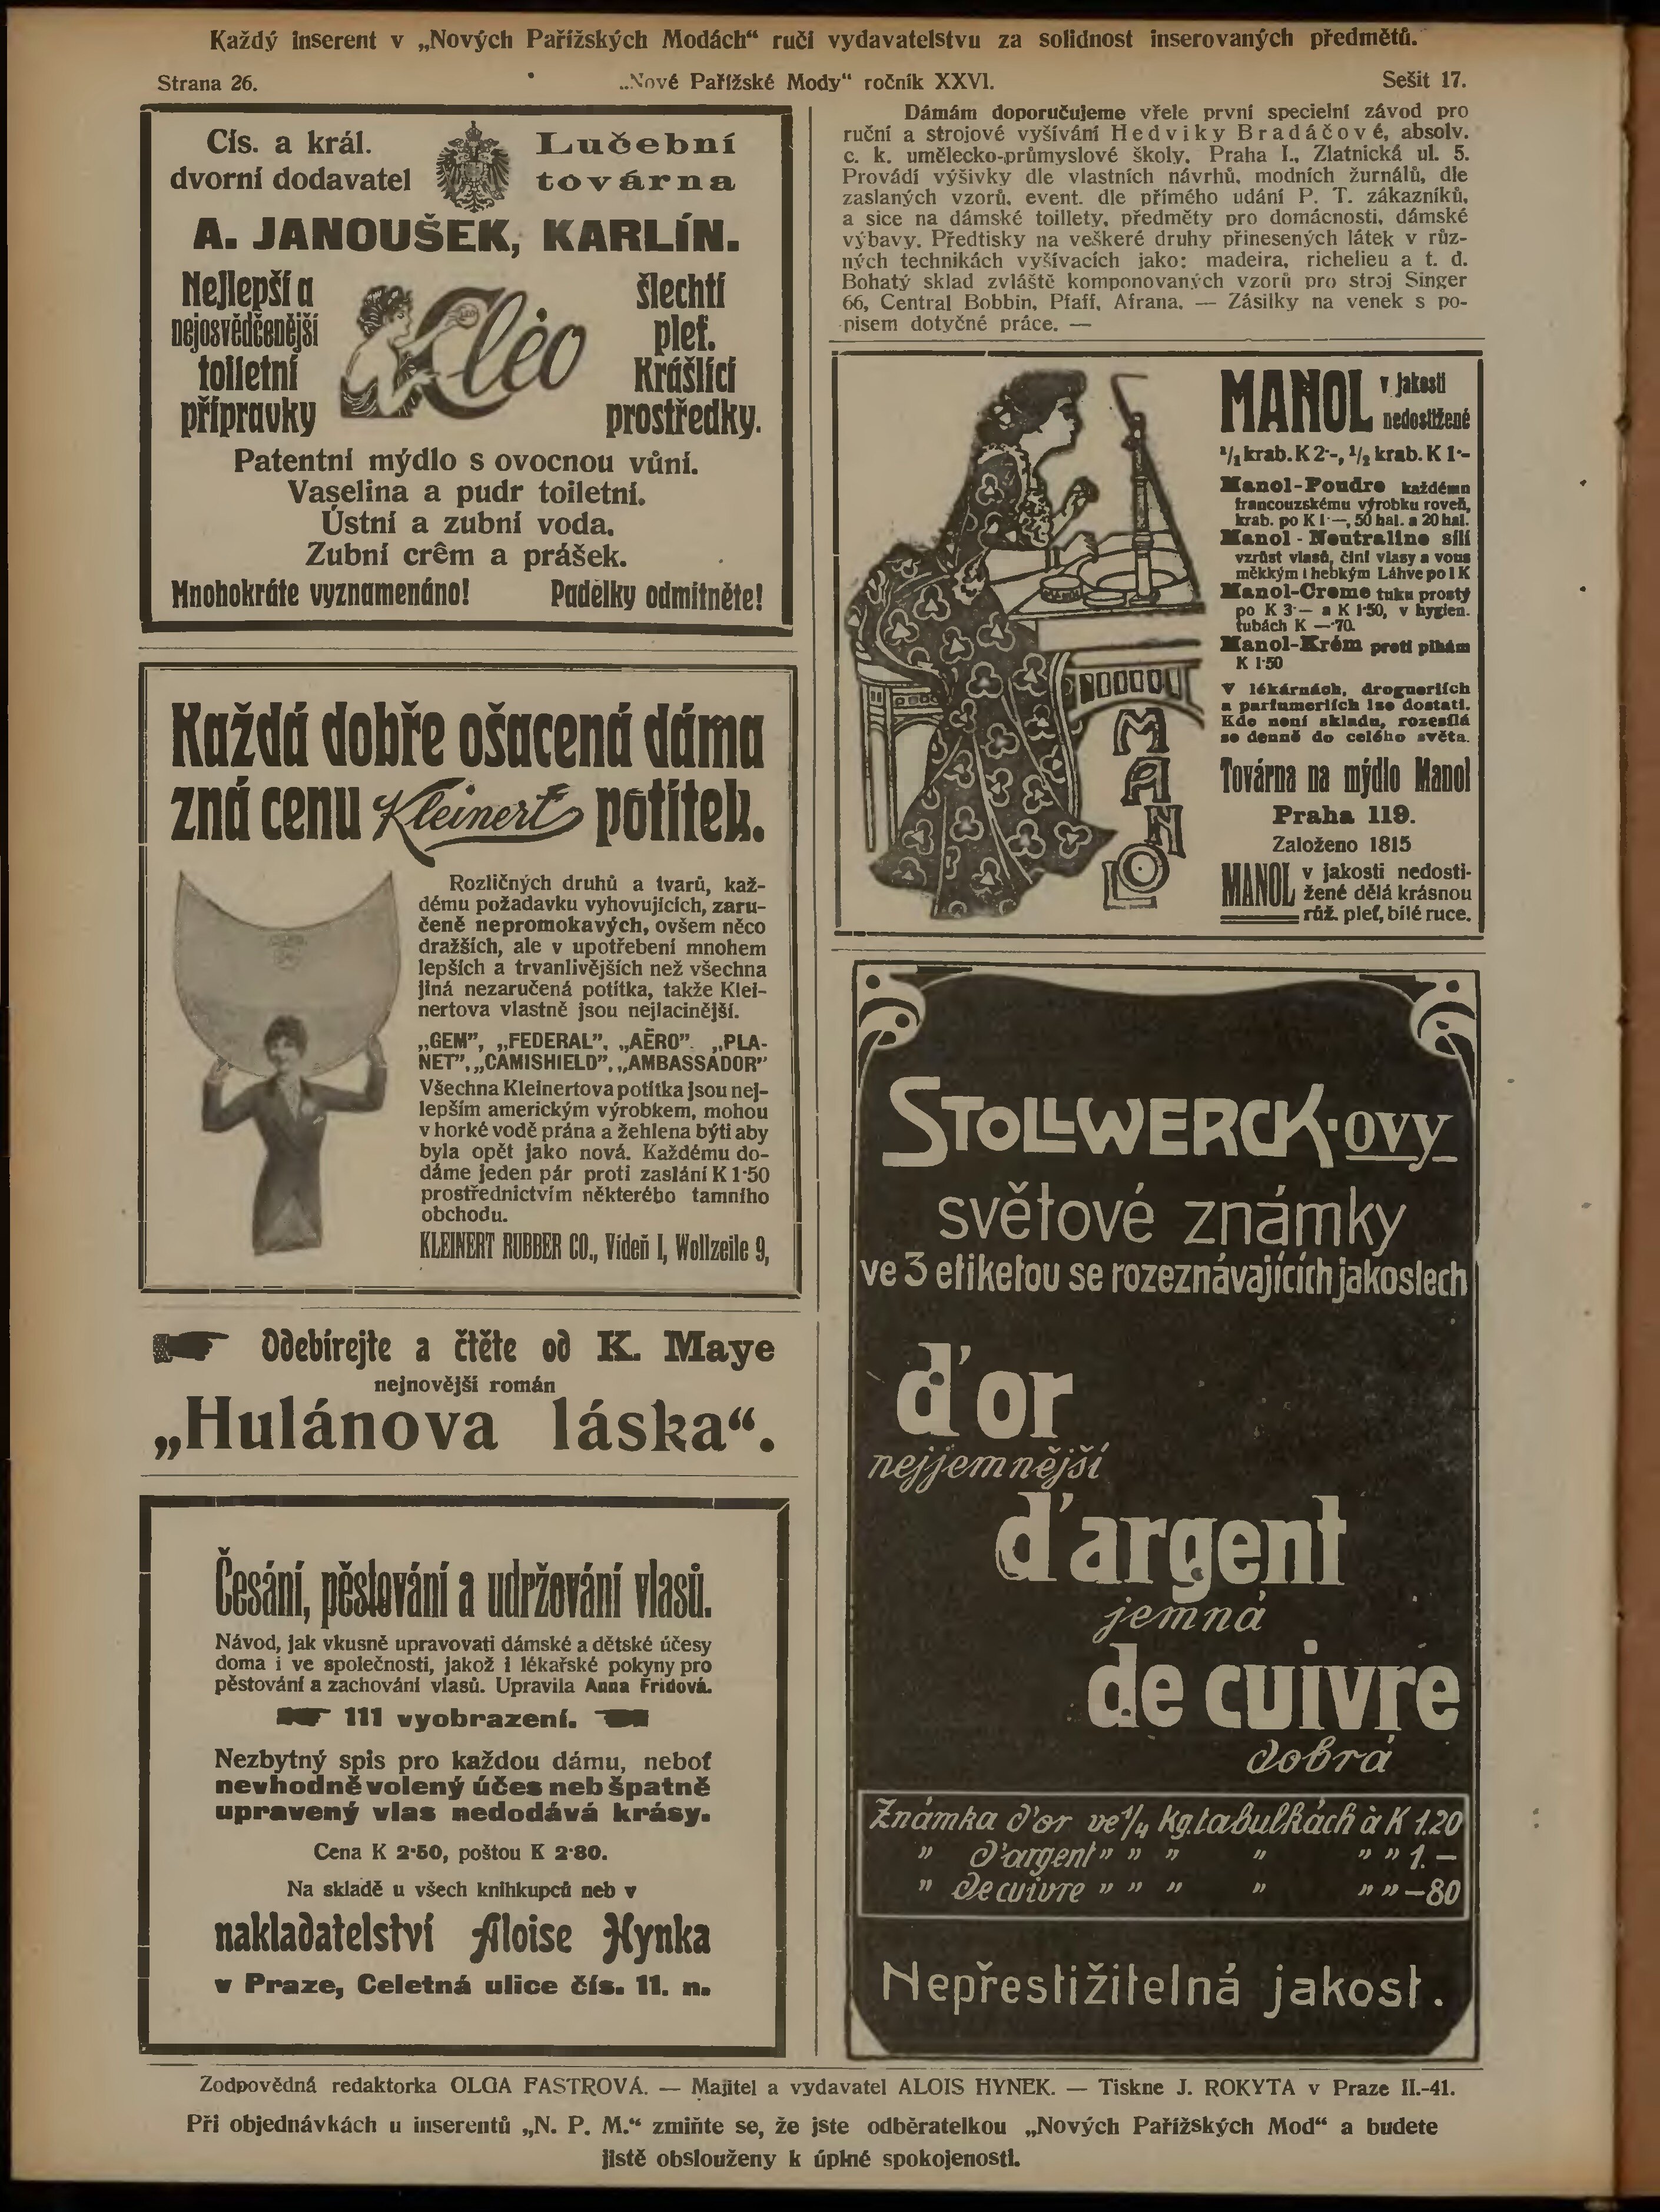 Každý inserent v „Nových Pařížských Modách“ ručí vydavatelstvu za solidnost inserovaných předmětů.
Strana 26.
„Nové Pařížské Mody“ ročník XXVI.
Sešit 17.
Cís. a král.
dvorní dodavatel
Lučební
továrna
A. JANOUŠEK, KARLÍN.
Nejlepší a
nejosvědčenější
toiletní
přípravky
Cléo
šlechtí
pleť.
Krášlící
prostředky.
Patentní mýdlo s ovocnou vůní.
Vaselina a pudr toiletní.
Ústní a zubní voda.
Zubní crêm a prášek.
Mnohokráte vyznamenáno!
Padělky odmítněte!
Každá dobře ošacená dáma
zná cenu Kleinert potítek.
Rozličných druhů a tvarů, kaž-
dému požadavku vyhovujících, zaru-
čeně nepromokavých, ovšem něco
dražších, ale v upotřebení mnohem
lepších a trvanlivějších než všechna
jiná nezaručená potítka, takže Klei-
nertova vlastně jsou nejlacinější.
„GEM”, „FEDERAL”, „AËRO”, „PLA-
NET”, „CAMISHIELD”, „AMBASSADOR”
Všechna Kleinertova potítka jsou nej-
lepším americkým výrobkem, mohou
v horké vodě prána a žehlena býti aby
byla opět jako nová. Každému do-
dáme jeden pár proti zaslání K 1·50
prostřednictvím některého tamního
obchodu.
KLEINERT RUBBER CO., Vídeň I, Wollzeile 9,
Odebírejte a čtěte od K. Maye
nejnovější román
„Hulánova láska“.
Česání, pěstování a udržování vlasů.
Návod, jak vkusně upravovati dámské a dětské účesy
doma i ve společnosti, jakož i lékařské pokyny pro
pěstování a zachování vlasů. Upravila Anna Fridová.
111 vyobrazení.
Nezbytný spis pro každou dámu, neboť
nevhodně volený účes neb špatně
upravený vlas nedodává krásy.
Cena K 2·50, poštou K 2·80.
Na skladě u všech knihkupců neb v
nakladatelství Aloise Hynka
v Praze, Celetná ulice čís. 11. n.
Dámám doporučujeme vřele první specielní závod pro
ruční a strojové vyšívání Hedviky Bradáčové, absolv.
c. k. umělecko-průmyslové školy. Praha I., Zlatnická ul. 5.
Provádí výšivky dle vlastních návrhů, modních žurnálů, dle
zaslaných vzorů, event. dle přímého udání P. T. zákazníků,
a sice na dámské toillety, předměty pro domácnosti, dámské
výbavy. Předtisky na veškeré druhy přinesených látek v růz-
ných technikách vyšívacích jako: madeira, richelieu a t. d.
Bohatý sklad zvláště komponovaných vzorů pro stroj Singer
66, Central Bobbin, Pfaff, Afrana. — Zásilky na venek s po-
pisem dotyčné práce. —
MANOL
MANOL v jakosti
nedostižené
1/1 krab. K 2·-, 1/2 krab. K 1·-
Manol-Poudre každému
francouzskému výrobku roveň,
krab. po K 1·—, 50 hal. a 20 hal.
Manol-Neutraline sílí
vzrůst vlasů, činí vlasy a vous
měkkým i hebkým Láhve po 1 K
Manol-Creme tuku prostý
po K 3·— a K 1·50, v hygien.
tubách K —·70.
Manol-Krém proti pihám
K 1·50
V lékárnách, drogueriích
a parfumeriích lze dostati.
Kde není skladu, rozesílá
se denně do celého světa.
Továrna na mýdlo Manol
Praha 119.
Založeno 1815
MANOL v jakosti nedosti-
žené dělá krásnou
růž. pleť, bílé ruce.
STOLLWERCK-ovy
světové známky
ve 3 etiketou se rozeznávajících jakostech
d'or
nejjemnější
d'argent
jemná
de cuivre
dobrá
Známka d'or ve 1/4 kg. tabulkách à K 1.20
„ d'argent „ „ „ „ „ „ 1.—
„ de cuivre „ „ „ „ „ „ —80
Nepřestižitelná jakost.
Zodpovědná redaktorka OLGA FASTROVÁ. — Majitel a vydavatel ALOIS HYNEK. — Tiskne J. ROKYTA v Praze II.-41.
Při objednávkách u inserentů „N. P. M.“ zmiňte se, že jste odběratelkou „Nových Pařížských Mod“ a budete
jistě obslouženy k úplné spokojenosti.